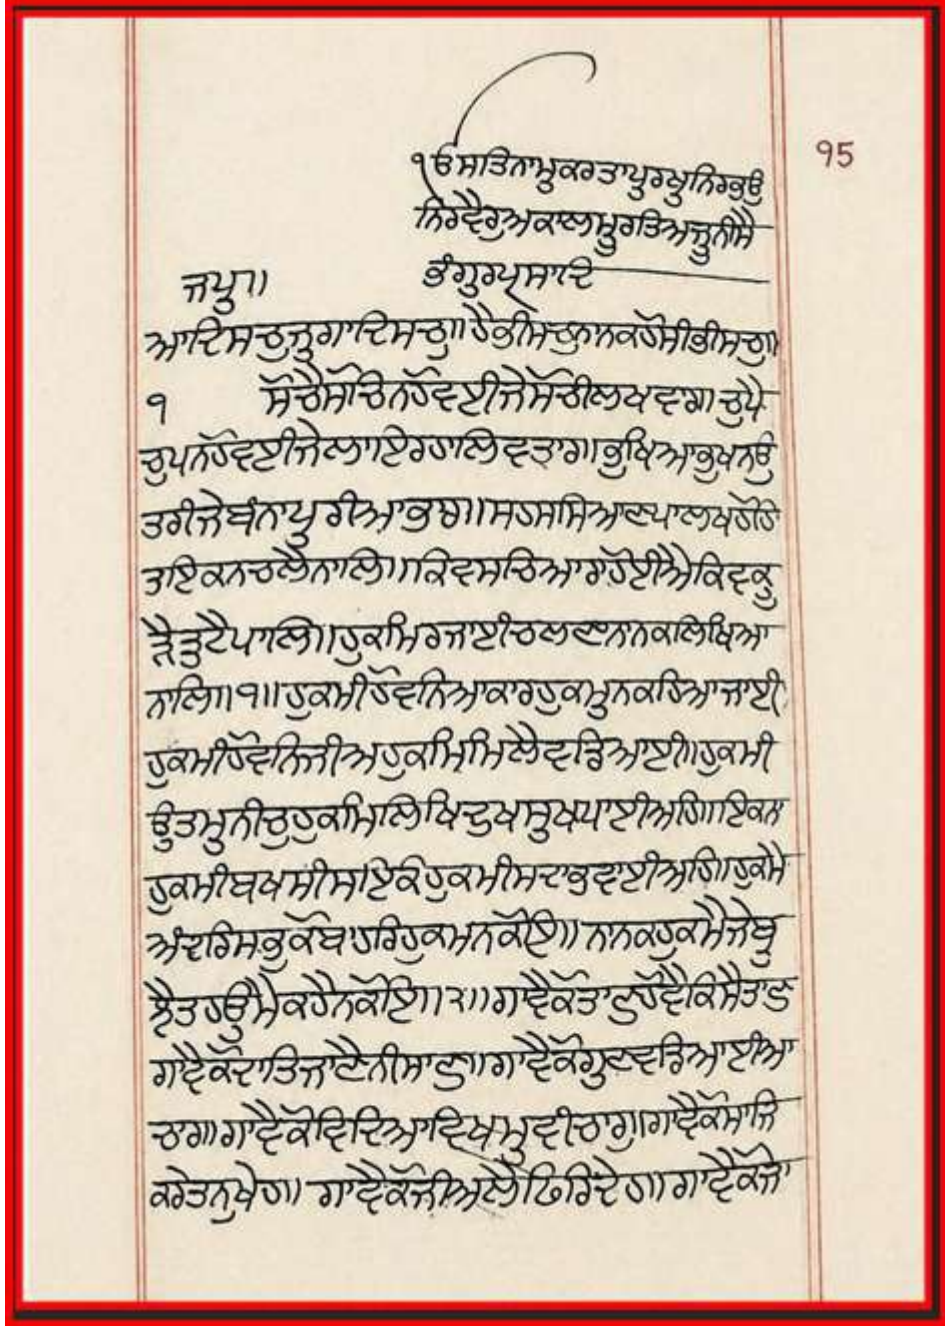 ੧੫
ੴਸਤਿਨਾਮੁਕਰਤਾਪੁਰਖੁਨਿਰਭਉ
ਨਿਰਵੈਰੁਅਕਾਲਮੂਰਤਿਅਜੂਨੀਸੈ
ਭੰਗੁਰਪ੍ਰਸਾਦਿ
ਜਪੁ॥
ਆਦਿਸਚੁਜੁਗਾਦਿਸਚੁ॥ਹੈਭੀਸਚੁਨਾਨਕਹੋਸੀਭੀਸਚੁ॥
੧ ਸੋਚੈਸੋਚਿਨਹੋਵਈਜੇਸੋਚੀਲਖਵਾਰ॥ਚੁਪੈ
ਚੁਪਨਹੋਵਈਜੇਲਾਇਰਹਾਲਿਵਤਾਰ॥ਭੁਖਿਆਭੁਖਨਉ
ਤਰੀਜੇਬੰਨਾਪੁਰੀਆਭਾਰ॥ਸਹਸਸਿਆਣਪਾਲਖਹੋਹਿ
ਤਾਇਕਨਚਲੈਨਾਲਿ॥ਕਿਵਸਚਿਆਰਾਹੋਈਐਕਿਵਕੂ
ੜੈਤੁਟੈਪਾਲਿ॥ਹੁਕਮਿਰਜਾਈਚਲਣਾਨਾਨਕਲਿਖਿਆ
ਨਾਲਿ॥੧॥ਹੁਕਮੀਹੋਵਨਿਆਕਾਰਹੁਕਮੁਨਕਹਿਆਜਾਈ
ਹੁਕਮੀਹੋਵਨਿਜੀਅਹੁਕਮਿਮਿਲੈਵਡਿਆਈ॥ਹੁਕਮੀ
ਉਤਮੁਨੀਚੁਹੁਕਮਿਲਿਖਿਦੁਖਸੁਖਪਾਈਅਹਿ॥ਇਕਨਾ
ਹੁਕਮੀਬਖਸੀਸਇਕਿਹੁਕਮੀਸਦਾਭਵਾਈਅਹਿ॥ਹੁਕਮੈ
ਅੰਦਰਿਸਭੁਕੋਬਾਹਰਿਹੁਕਮਨਕੋਇ॥ਨਾਨਕਹੁਕਮੈਜੇਬੁ
ਝੈਤਹਉਮੈਕਹੈਨਕੋਇ॥੨॥ਗਾਵੈਕੋਤਾਣੁਹੋਵੈਕਿਸੈਤਾਣੁ
ਗਾਵੈਕੋਦਾਤਿਜਾਣੈਨੀਸਾਣੁ॥ਗਾਵੈਕੋਗੁਣਵਡਿਆਈਆ
ਚਾਰ॥ਗਾਵੈਕੋਵਿਦਿਆਵਿਖਮੁਵੀਚਾਰੁ॥ਗਾਵੈਕੋਸਾਜਿ
ਕਰੇਤਨੁਖੇਹ॥ਗਾਵੈਕੋਜੀਅਲੈਫਿਰਿਦੇਹ॥ਗਾਵੈਕੋਜਾ